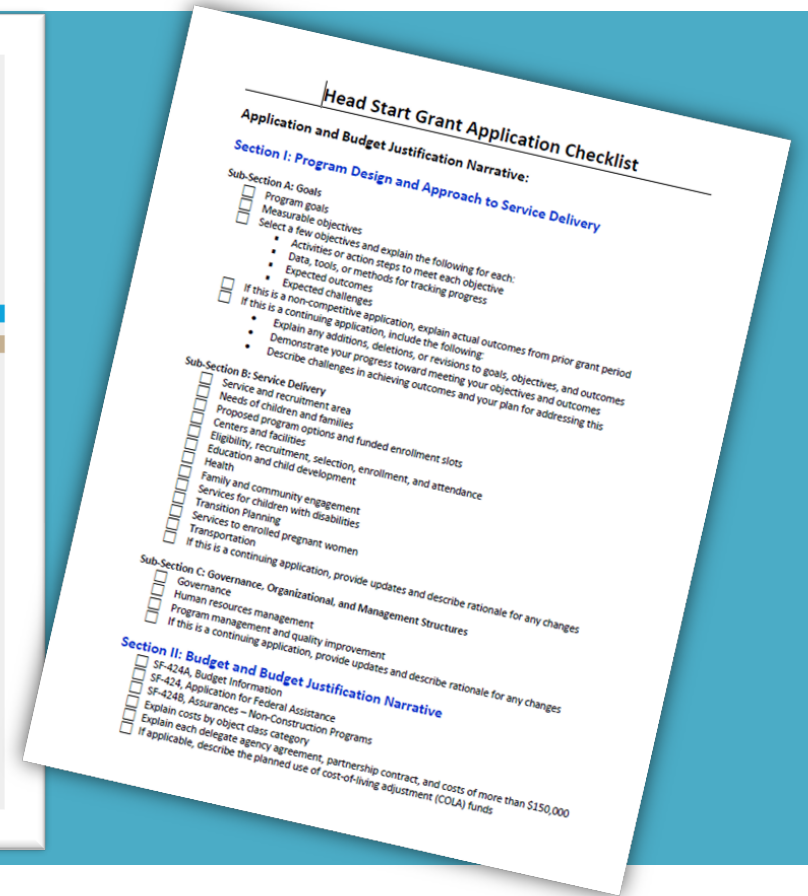 Head Start Grant Application Checklist
Application and Budget Justification Narrative:
Section I: Program Design and Approach to Service Delivery
Sub-Section A: Goals
Program goals
Measurable objectives
Select a few objectives and explain the following for each:
• Activities or action steps to meet each objective
• Data, tools, or methods for tracking progress
• Expected outcomes
• Expected challenges
If this is a non-competitive application, explain actual outcomes from prior grant period
If this is a continuing application, include the following:
• Explain any additions, deletions, or revisions to goals, objectives, and outcomes
• Demonstrate your progress toward meeting your objectives and outcomes
• Describe challenges in achieving outcomes and your plan for addressing this
Sub-Section B: Service Delivery
Service and recruitment area
Needs of children and families
Proposed program options and funded enrollment slots
Centers and facilities
Eligibility, recruitment, selection, enrollment, and attendance
Education and child development
Health
Family and community engagement
Services for children with disabilities
Transition Planning
Services to enrolled pregnant women
Transportation
If this is a continuing application, provide updates and describe rationale for any changes
Sub-Section C: Governance, Organizational, and Management Structures
Governance
Human resources management
Program management and quality improvement
If this is a continuing application, provide updates and describe rationale for any changes
Section II: Budget and Budget Justification Narrative
SF-424A, Budget Information
SF-424, Application for Federal Assistance
SF-424B, Assurances – Non-Construction Programs
Explain costs by object class category
Explain each delegate agency agreement, partnership contract, and costs of more than $150,000
If applicable, describe the planned use of cost-of-living adjustment (COLA) funds